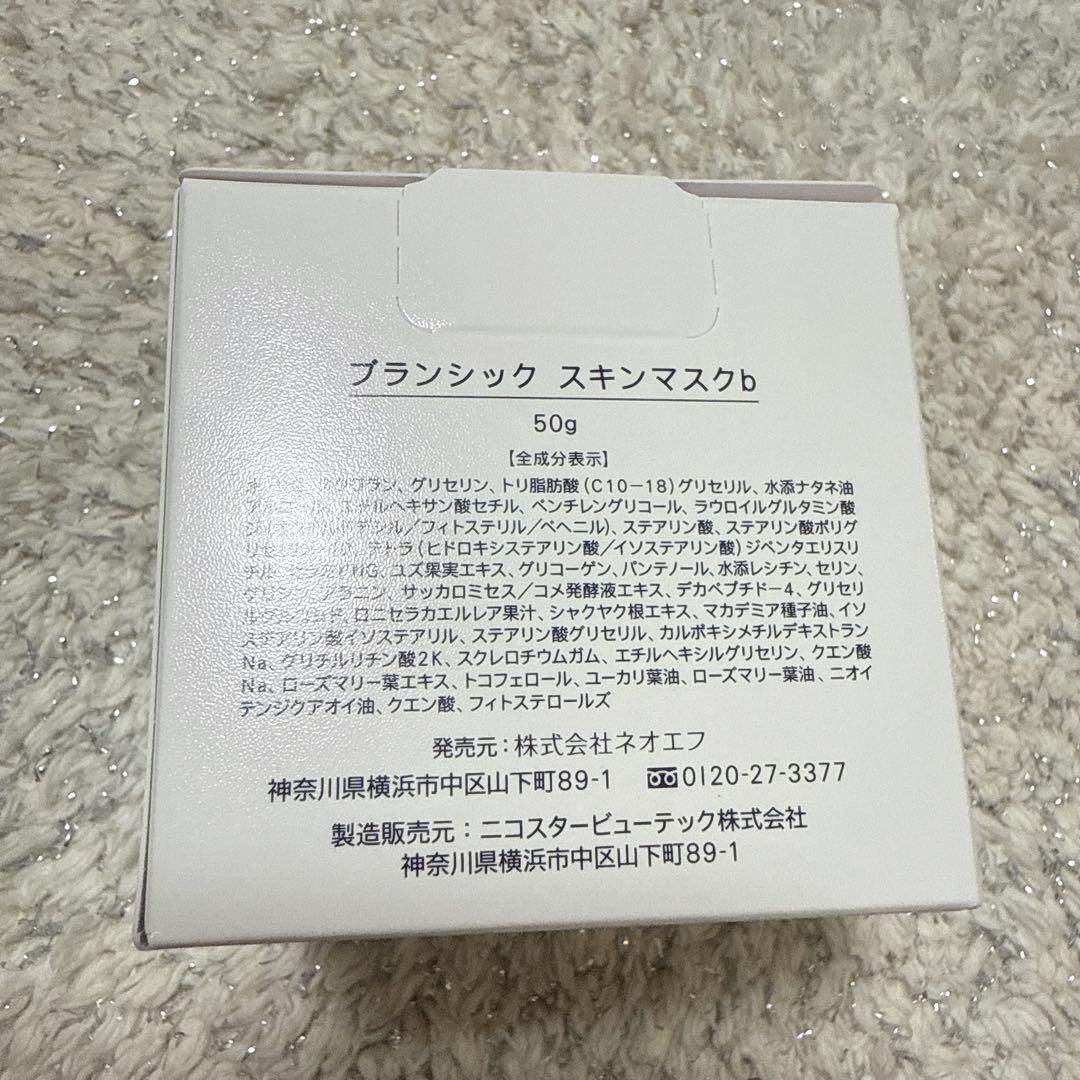 ブランシック スキンマスクb
50g
【全成分表示】
グリセリン、トリ脂肪酸（C10−18）グリセリル、水添ナタネ油
ヘキサン酸セチル、ペンチレングリコール、ラウロイルグルタミン酸
／フィトステリル／ベヘニル）、ステアリン酸、ステアリン酸ポリグ
（ヒドロキシステアリン酸／イソステアリン酸）ジペンタエリスリ
ユズ果実エキス、グリコーゲン、パンテノール、水添レシチン、セリン、
サッカロミセス／コメ発酵液エキス、デカペプチド−4、グリセリ
ロニセラカエルレア果汁、シャクヤク根エキス、マカデミア種子油、イソ
ステアリン酸イソステアリル、ステアリン酸グリセリル、カルボキシメチルデキストラン
Na、グリチルリチン酸2K、スクレロチウムガム、エチルヘキシルグリセリン、クエン酸
Na、ローズマリー葉エキス、トコフェロール、ユーカリ葉油、ローズマリー葉油、ニオイ
テンジクアオイ油、クエン酸、フィトステロールズ
発売元：株式会社ネオエフ
神奈川県横浜市中区山下町89-1 0120-27-3377
製造販売元：ニコスタービューテック株式会社
神奈川県横浜市中区山下町89-1